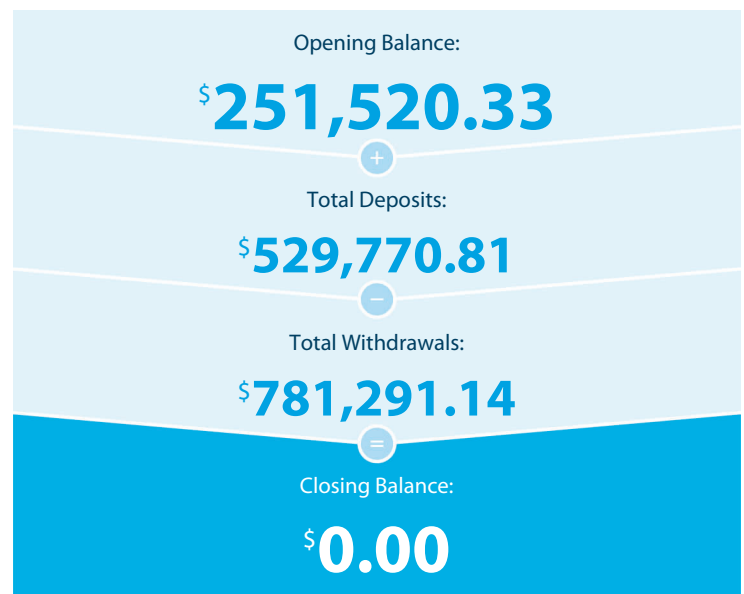 Opening Balance:
$251,520.33
+
Total Deposits:
$529,770.81
−
Total Withdrawals:
$781,291.14
=
Closing Balance:
$0.00